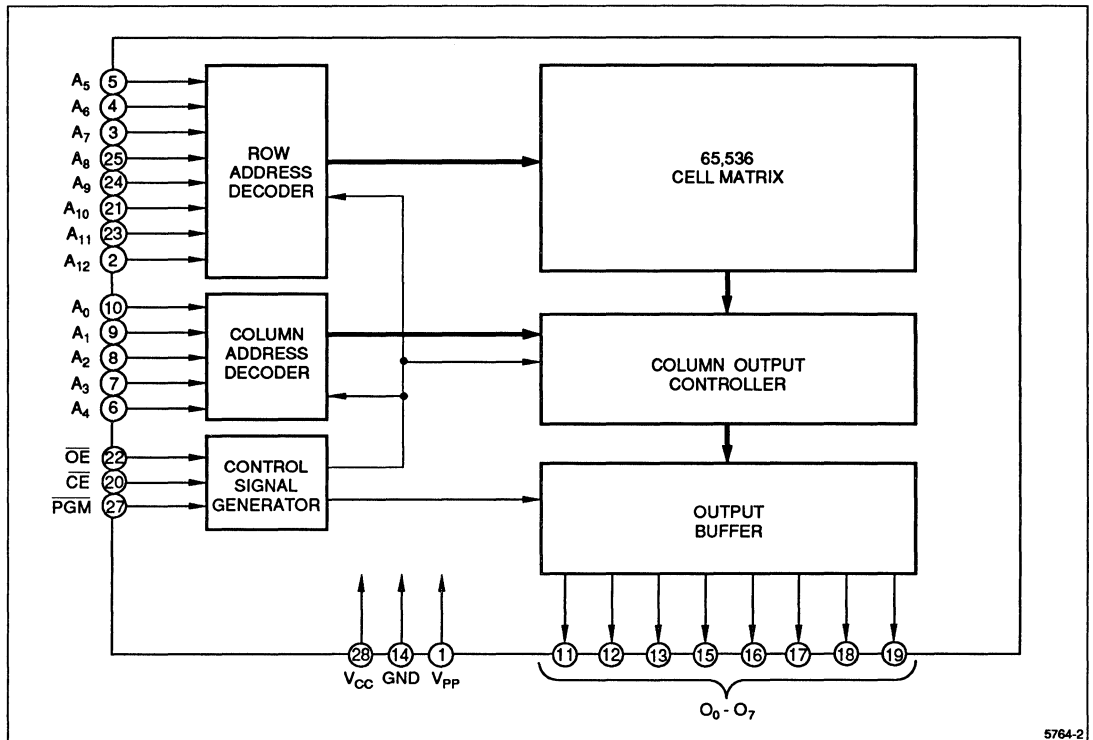 A5 5
A6 4
A7 3
A8 25
A9 24
A10 21
A11 23
A12 2
ROW
ADDRESS
DECODER
65,536
CELL MATRIX
A0 10
A1 9
A2 8
A3 7
A4 6
COLUMN
ADDRESS
DECODER
COLUMN OUTPUT
CONTROLLER
O̅E̅ 22
C̅E̅ 20
P̅G̅M̅ 27
CONTROL
SIGNAL
GENERATOR
OUTPUT
BUFFER
28 14 1 11 12 13 15 16 17 18 19
VCC GND VPP
O0 - O7
5764-2